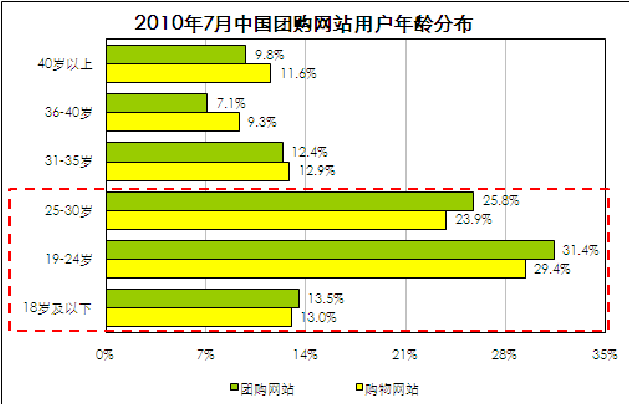 2010年7月中国团购网站用户年龄分布
40岁以上
9.8%
11.6%
36-40岁
7.1%
9.3%
31-35岁
12.4%
12.9%
25-30岁
25.8%
23.9%
19-24岁
31.4%
29.4%
18岁及以下
13.5%
13.0%
0% 7% 14% 21% 28% 35%
团购网站 购物网站